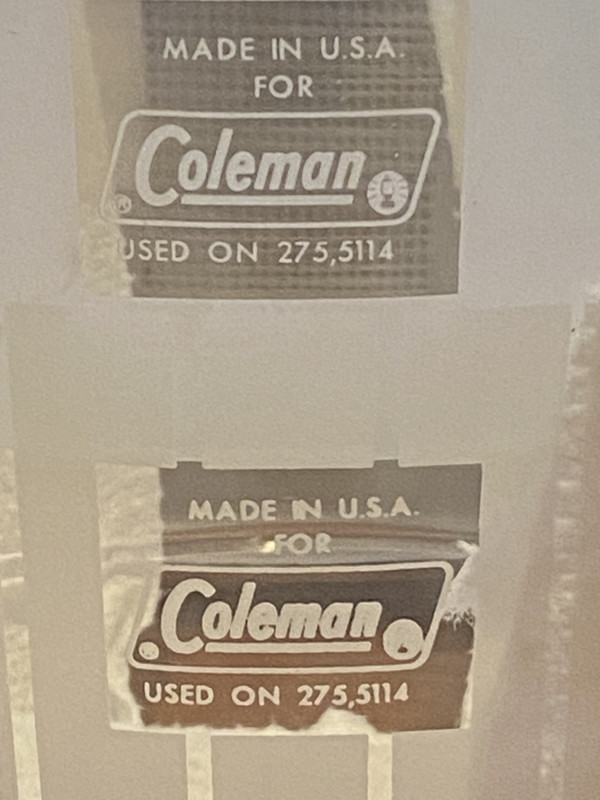 MADE IN U.S.A.
FOR
Coleman
®
USED ON 275,5114
MADE IN U.S.A.
FOR
Coleman
USED ON 275,5114